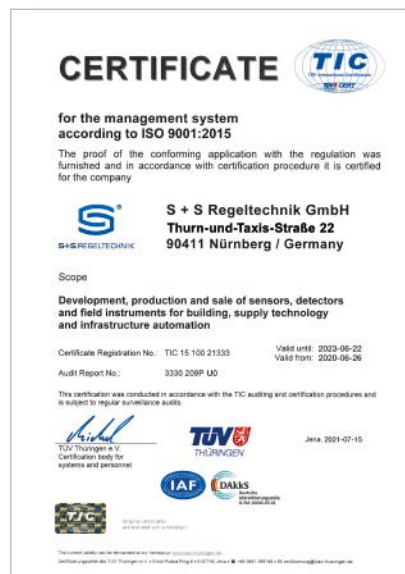 CERTIFICATE
TIC
TÜV CERT
for the management system
according to ISO 9001:2015
The proof of the conforming application with the regulation was
furnished and in accordance with certification procedure it is certified
for the company
S+S REGELTECHNIK
S + S Regeltechnik GmbH
Thurn-und-Taxis-Straße 22
90411 Nürnberg / Germany
Scope
Development, production and sale of sensors, detectors
and field instruments for building, supply technology
and infrastructure automation
Certificate Registration No.: TIC 15 100 21333
Valid until: 2023-06-22
Valid from: 2020-06-26
Audit Report No.: 3330 209P U0
This certification was conducted in accordance with the TIC auditing and certification procedures and
is subject to regular surveillance audits.
TÜV Thüringen e.V.
Certification body for
systems and personnel
TÜV
THÜRINGEN
Jena, 2021-07-15
IAF
DAkkS
Deutsche
Akkreditierungsstelle
TIC
Original certificates